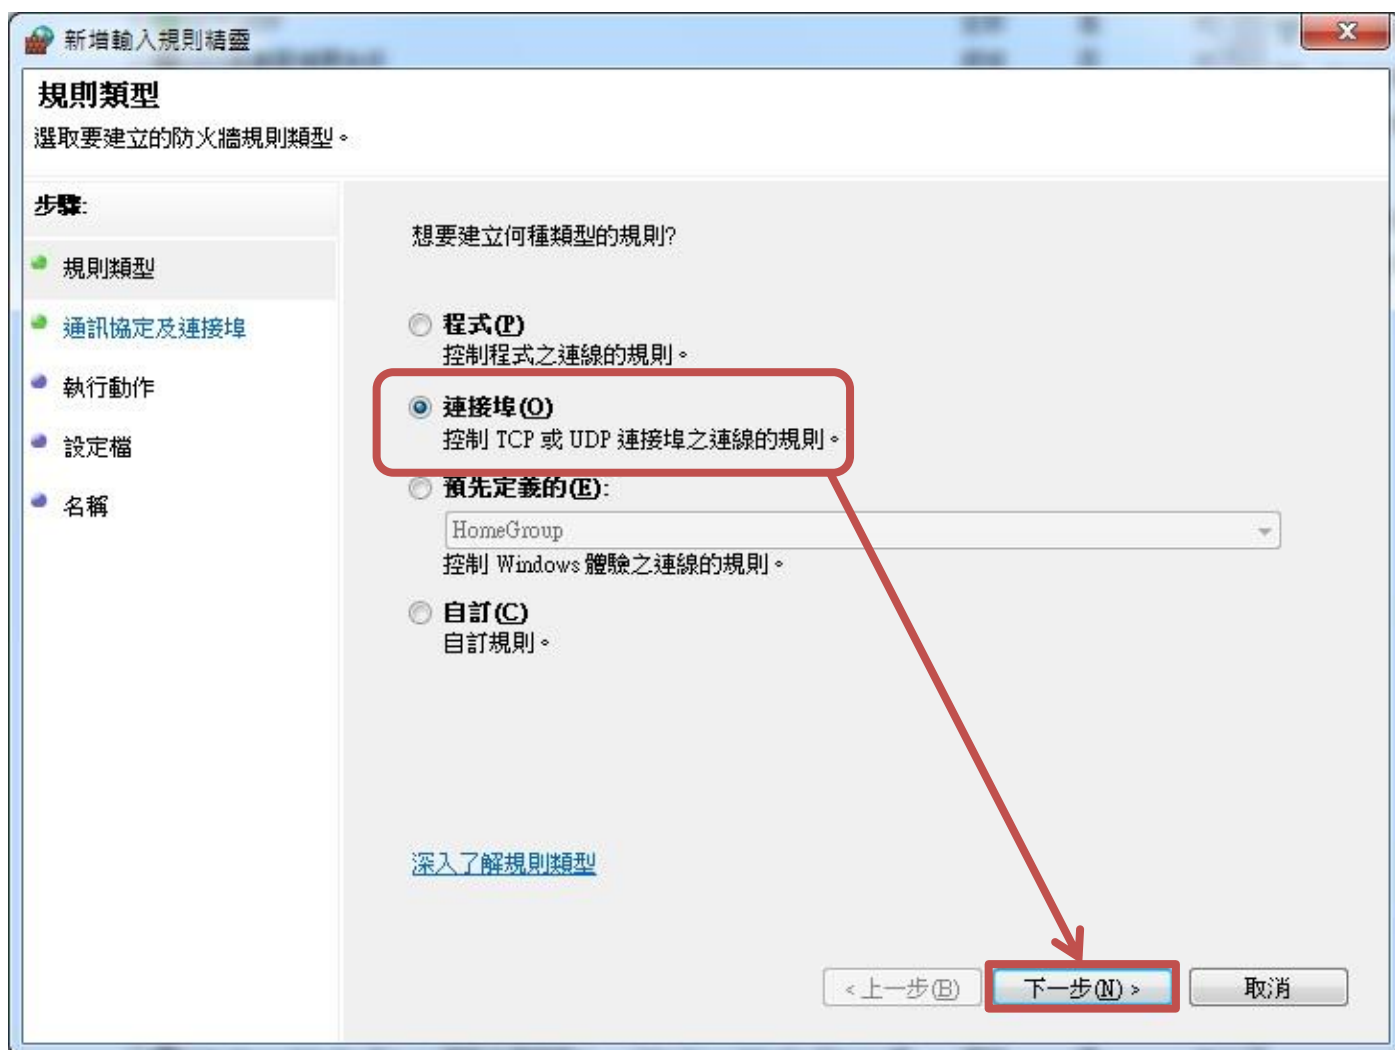 新增輸入規則精靈
規則類型
選取要建立的防火牆規則類型。
步驟:
規則類型
通訊協定及連接埠
執行動作
設定檔
名稱
想要建立何種類型的規則?
程式(P)
控制程式之連線的規則。
連接埠(O)
控制 TCP 或 UDP 連接埠之連線的規則。
預先定義的(E):
HomeGroup
控制 Windows 體驗之連線的規則。
自訂(C)
自訂規則。
深入了解規則類型
<上一步(B) 下一步(N) > 取消